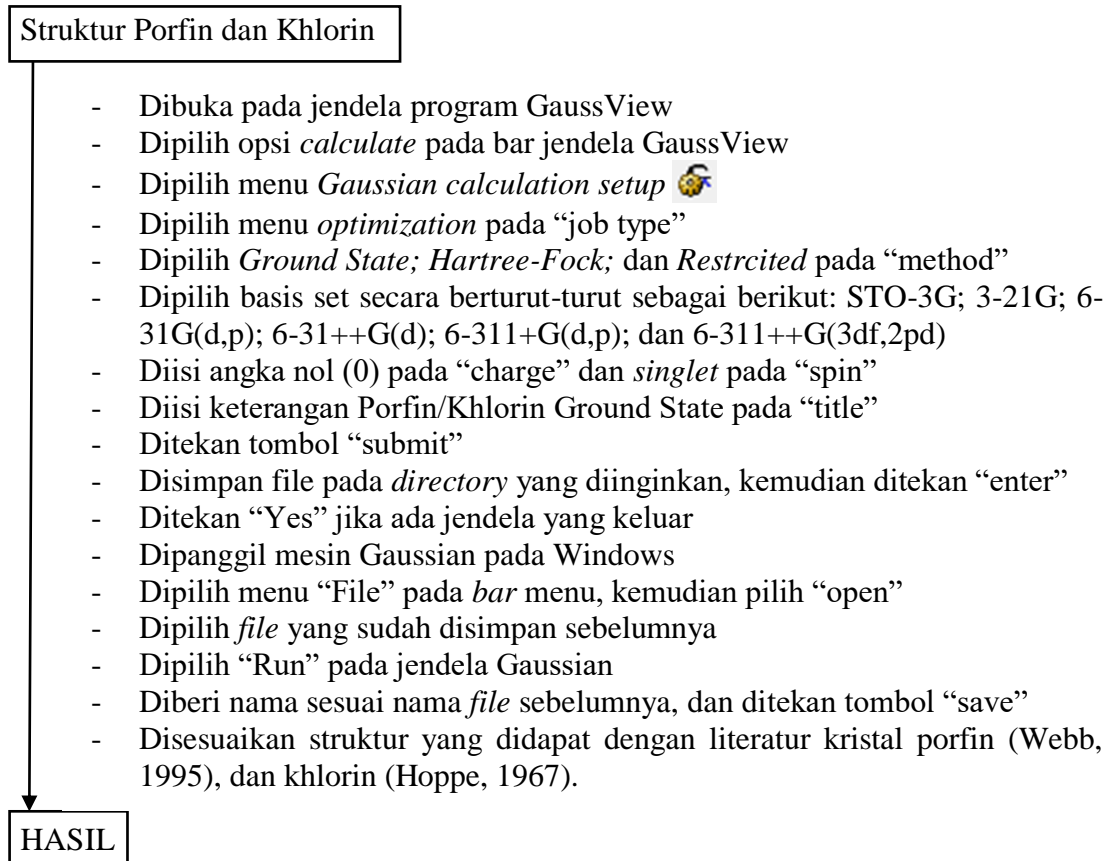 Struktur Porfin dan Khlorin
- Dibuka pada jendela program GaussView
- Dipilih opsi calculate pada bar jendela GaussView
- Dipilih menu Gaussian calculation setup
- Dipilih menu optimization pada “job type”
- Dipilih Ground State; Hartree-Fock; dan Restrcited pada “method”
- Dipilih basis set secara berturut-turut sebagai berikut: STO-3G; 3-21G; 6-
31G(d,p); 6-31++G(d); 6-311+G(d,p); dan 6-311++G(3df,2pd)
- Diisi angka nol (0) pada “charge” dan singlet pada “spin”
- Diisi keterangan Porfin/Khlorin Ground State pada “title”
- Ditekan tombol “submit”
- Disimpan file pada directory yang diinginkan, kemudian ditekan “enter”
- Ditekan “Yes” jika ada jendela yang keluar
- Dipanggil mesin Gaussian pada Windows
- Dipilih menu “File” pada bar menu, kemudian pilih “open”
- Dipilih file yang sudah disimpan sebelumnya
- Dipilih “Run” pada jendela Gaussian
- Diberi nama sesuai nama file sebelumnya, dan ditekan tombol “save”
- Disesuaikan struktur yang didapat dengan literatur kristal porfin (Webb,
1995), dan khlorin (Hoppe, 1967).
HASIL